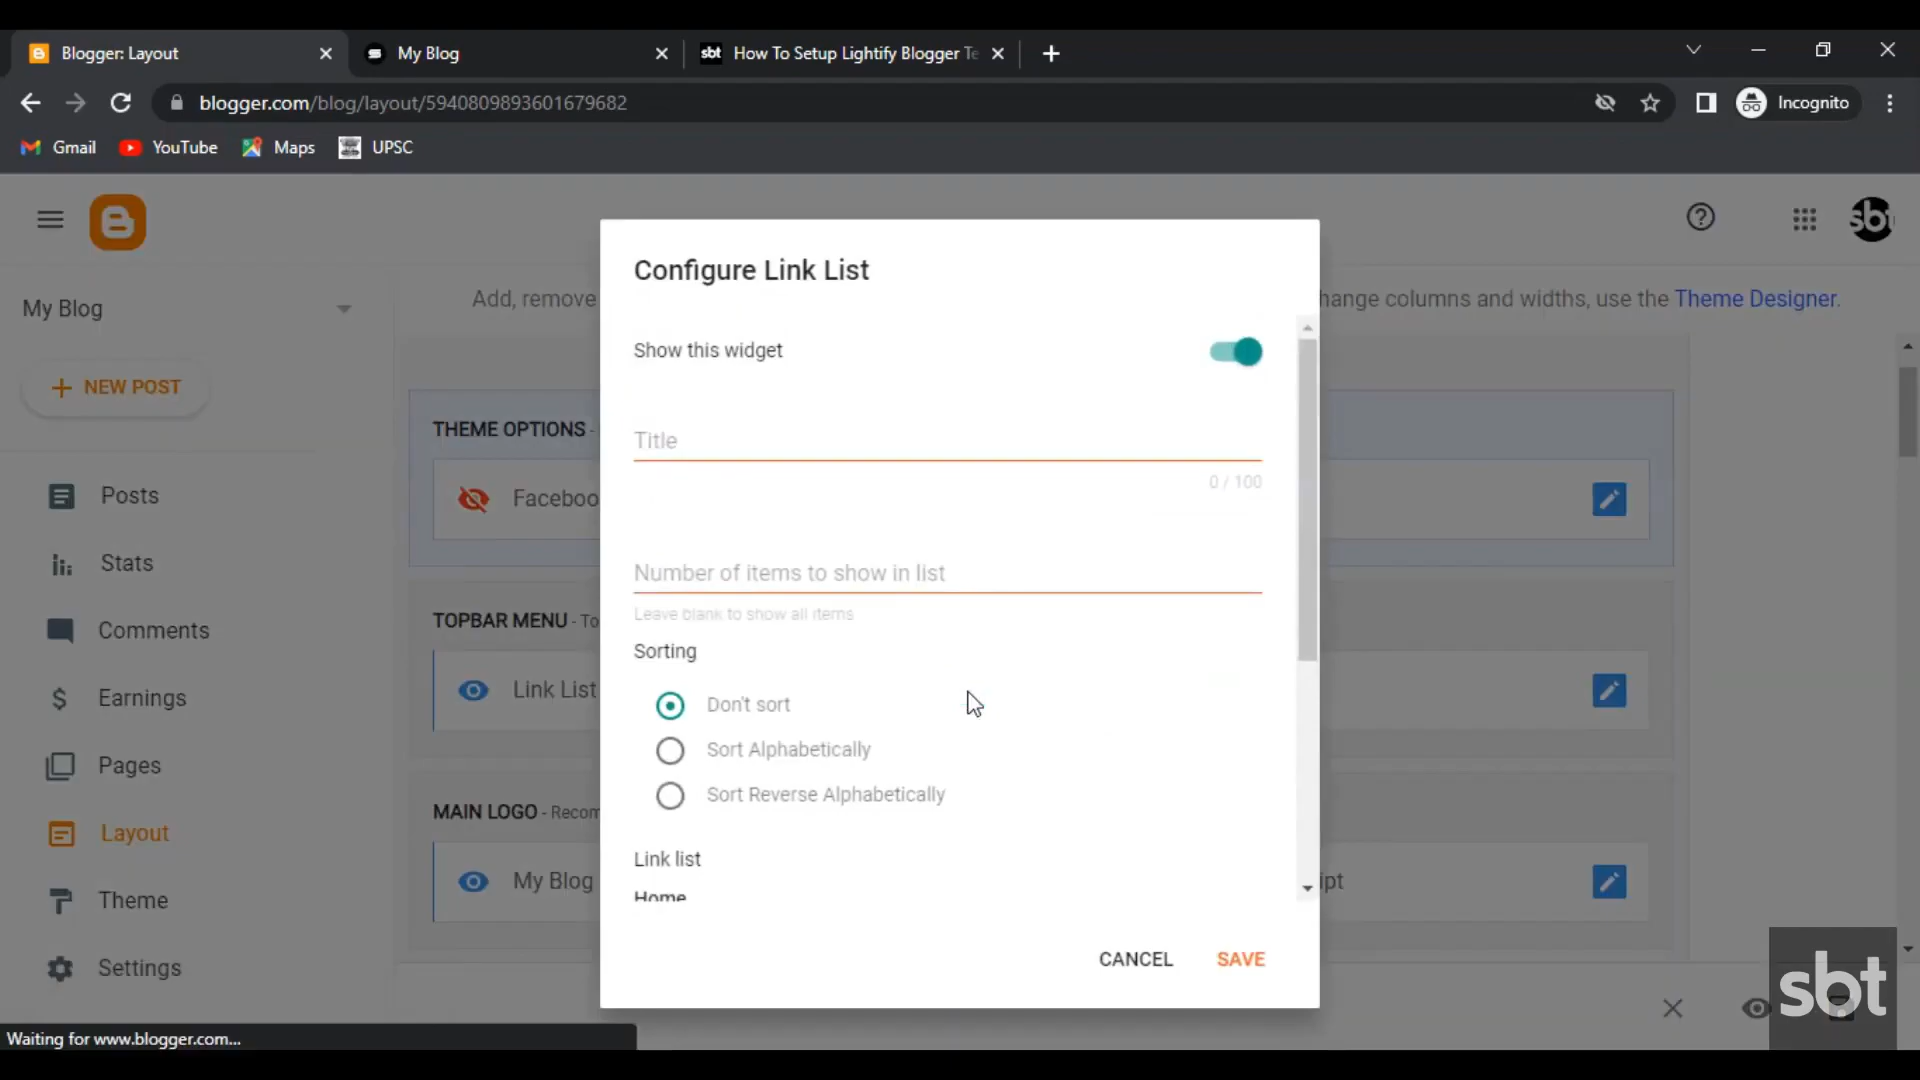 Blogger: Layout
My Blog
sbt How To Setup Lightify Blogger Te
blogger.com/blog/layout/5940809893601679682
Incognito
Gmail
YouTube
Maps
UPSC
sbt
My Blog
NEW POST
Posts
Stats
Comments
Earnings
Pages
Layout
Theme
Settings
Add, remove
hange columns and widths, use the Theme Designer.
THEME OPTIONS -
Faceboo
TOPBAR MENU - To
Link List
MAIN LOGO - Recom
My Blog
ipt
Configure Link List
Show this widget
Title
0 / 100
Number of items to show in list
Leave blank to show all items
Sorting
Don't sort
Sort Alphabetically
Sort Reverse Alphabetically
Link list
Home
CANCEL
SAVE
sbt
Waiting for www.blogger.com...